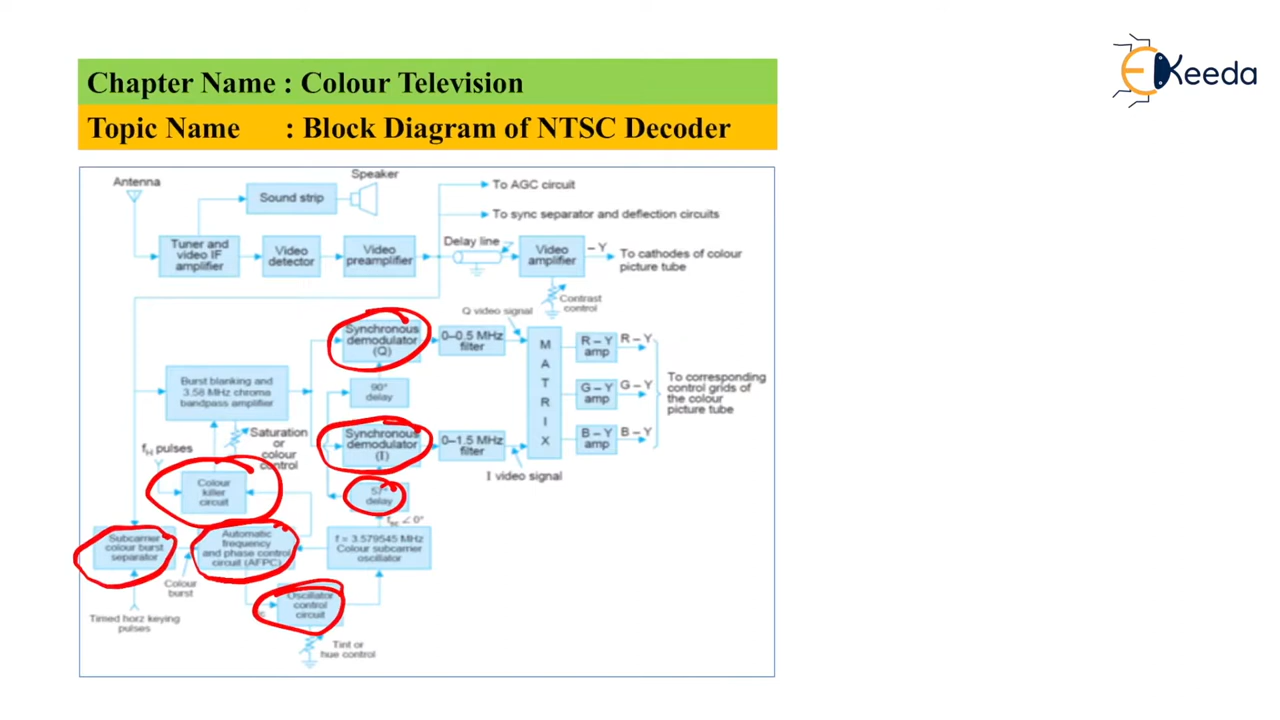 EKeeda
Chapter Name : Colour Television
Topic Name : Block Diagram of NTSC Decoder
Antenna
Speaker
Sound strip
To AGC circuit
To sync separator and deflection circuits
Tuner and
video IF
amplifier
Video
detector
Video
preamplifier
Delay line
Video
amplifier
– Y
To cathodes of colour
picture tube
Contrast
control
Q video signal
Synchronous
demodulator
(Q)
0–0.5 MHz
filter
MATRIX
R – Y
amp
R – Y
G – Y
amp
G – Y
B – Y
amp
B – Y
To corresponding
control grids of
the colour
picture tube
Burst blanking and
3.58 MHz chroma
bandpass amplifier
90°
delay
Synchronous
demodulator
(I)
0–1.5 MHz
filter
I video signal
Saturation
or
colour
control
fH pulses
Colour
killer
circuit
57°
delay
fsc ∠ 0°
Subcarrier
colour burst
separator
Automatic
frequency
and phase control
circuit (AFPC)
f = 3.579545 MHz
Colour subcarrier
oscillator
Colour
burst
Oscillator
control
circuit
Timed horz keying
pulses
Tint or
hue control